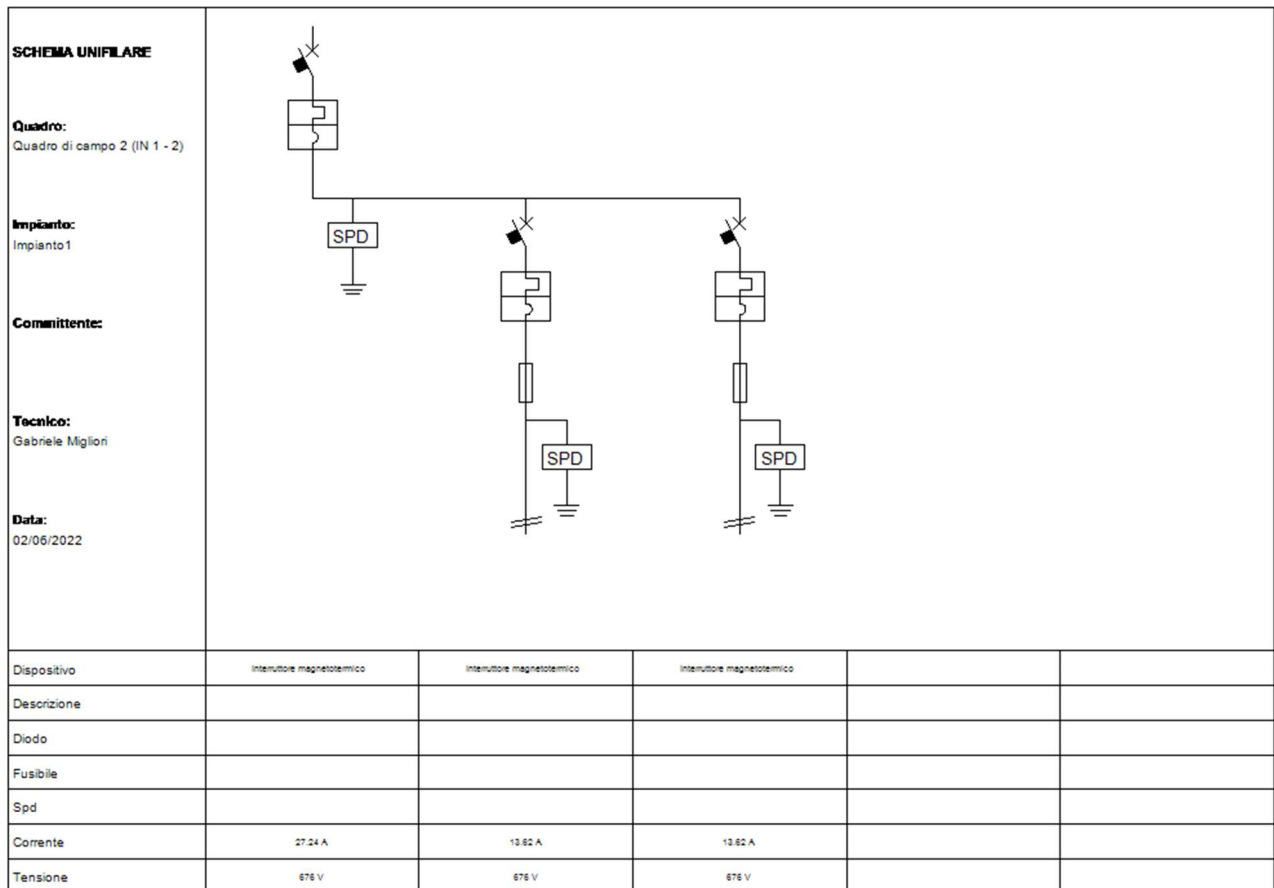 SCHEMA UNIFILARE
Quadro:
Quadro di campo 2 (IN 1 - 2)
Impianto:
Impianto1
Committente:
Tecnico:
Gabriele Migliori
Data:
02/06/2022
SPD
SPD
SPD
Dispositivo Interruttore magnetotermico Interruttore magnetotermico Interruttore magnetotermico
Descrizione
Diodo
Fusibile
Spd
Corrente 27.24 A 13.62 A 13.62 A
Tensione 676 V 676 V 676 V